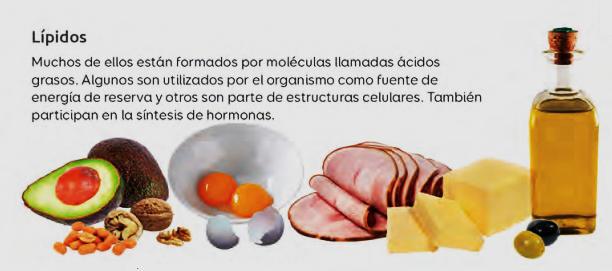 Lípidos
Muchos de ellos están formados por moléculas llamadas ácidos
grasos. Algunos son utilizados por el organismo como fuente de
energía de reserva y otros son parte de estructuras celulares. También
participan en la síntesis de hormonas.